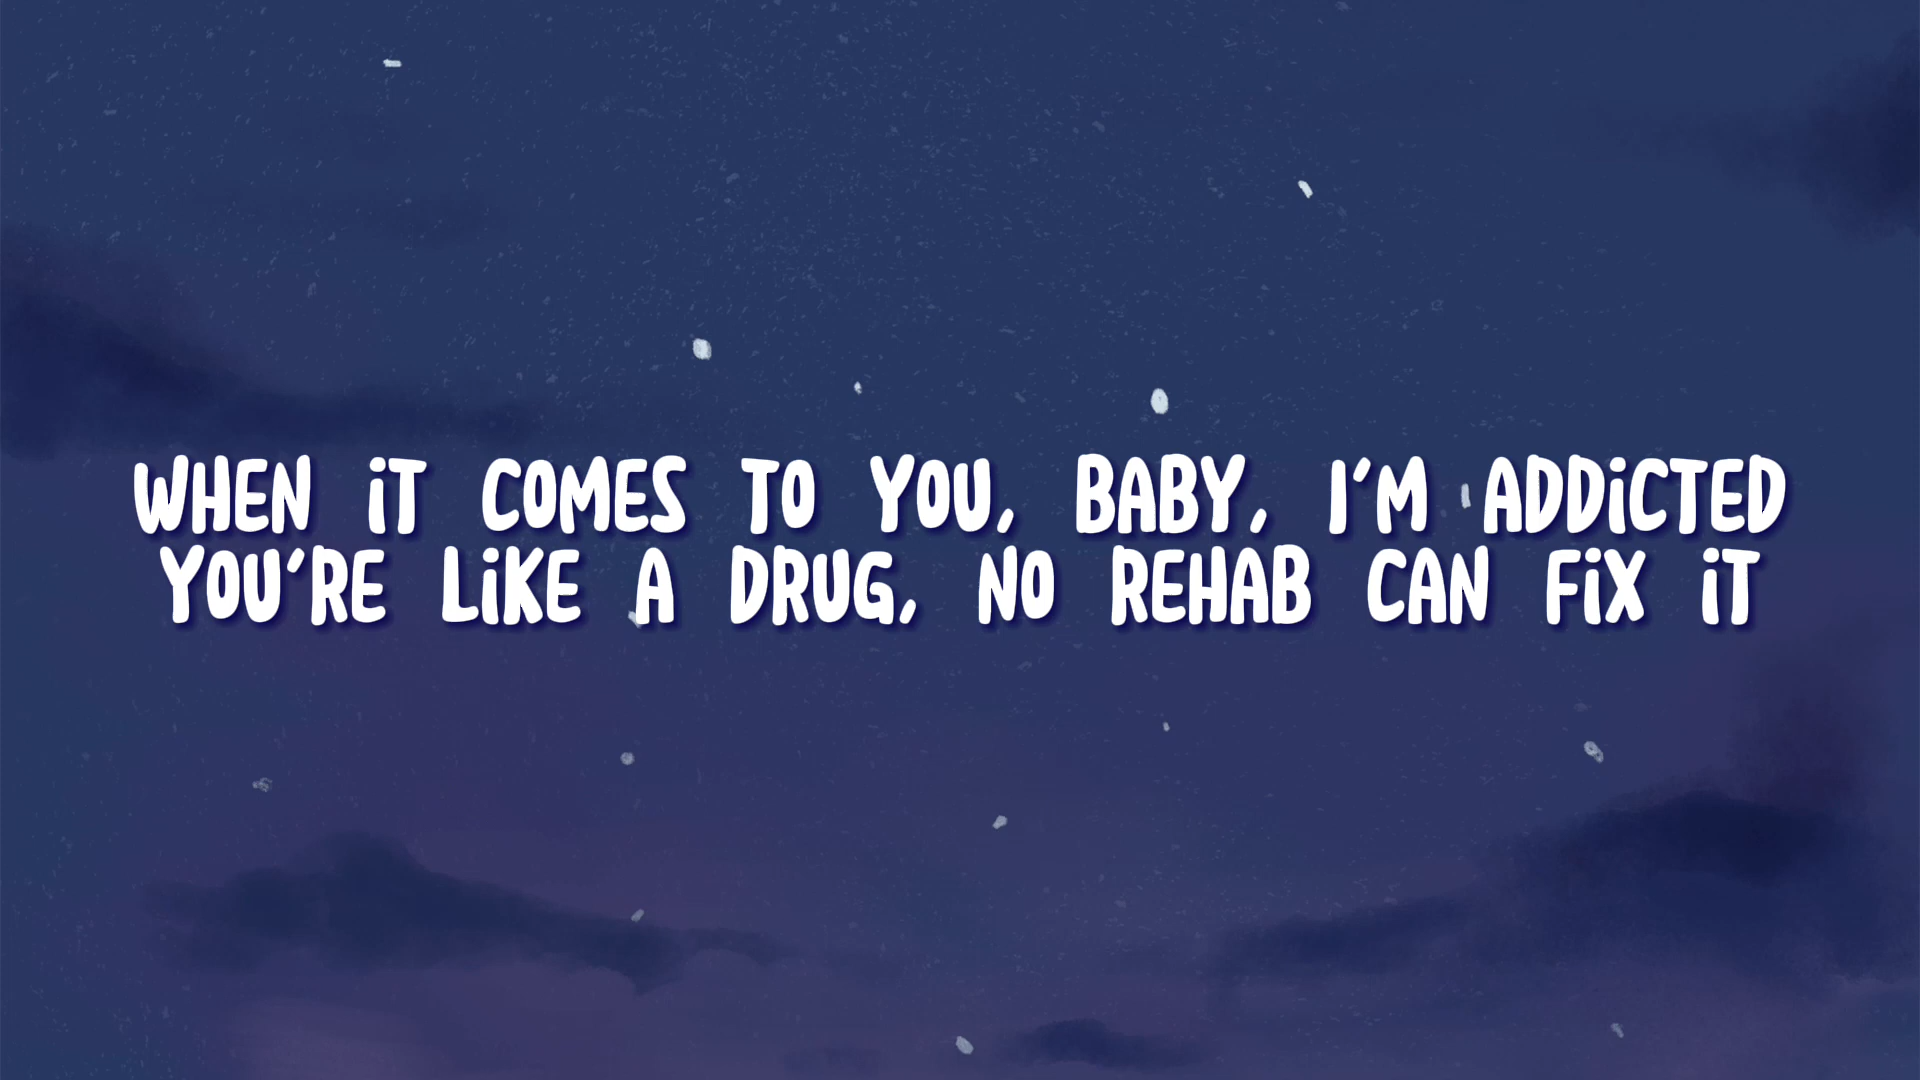 WHEN iT COMES TO YOU, BABY, I'M ADDiCTED
YOU'RE LiKE A DRUG, NO REHAB CAN FiX iT